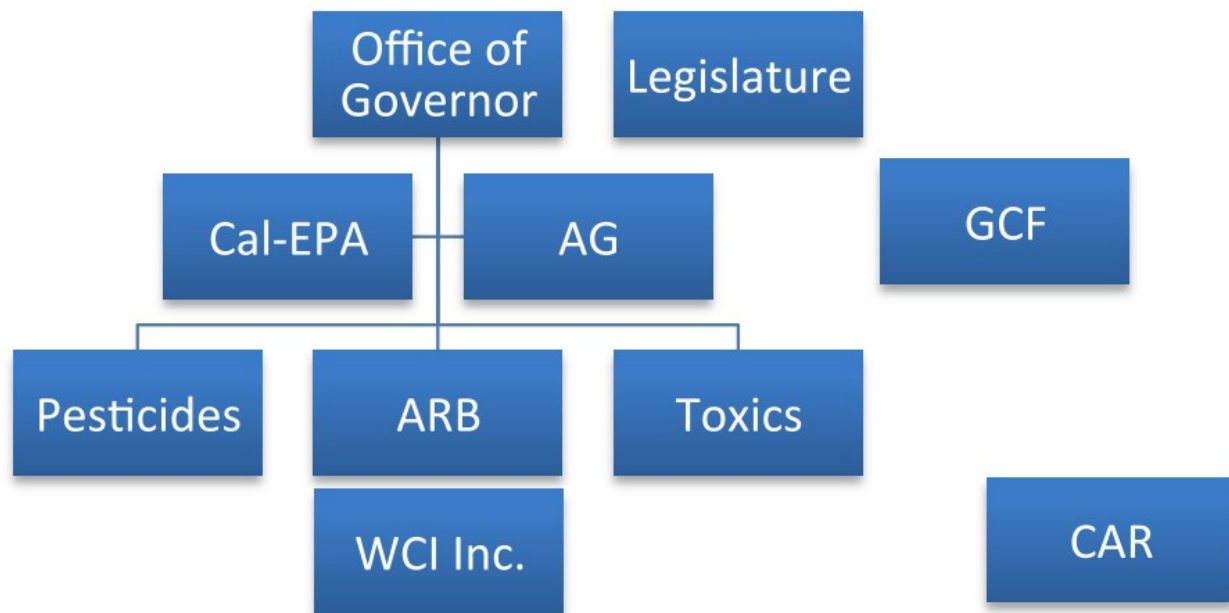 Office of
Governor
Legislature
Cal-EPA
AG
GCF
Pesticides
ARB
Toxics
WCI Inc.
CAR